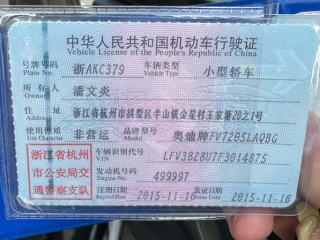 中华人民共和国机动车行驶证
Vehicle License of the People's Republic of China
号牌号码 浙AKC379 车辆类型 小型轿车
Plate No. Vehicle Type
所有人 潘文炎
Owner
住址 浙江省杭州市拱墅区半山镇金星村王家兜20之1号
Address
使用性质 非营运 品牌型号 奥迪牌FV7205LAQBG
Use Character Model
浙江省杭州市公安局交通警察支队
车辆识别代号 LFV3B28U7F3014875
VIN
发动机号码 499997
Engine No.
注册日期 2015-11-16 发证日期 2015-11-16
Register Date Issue Date